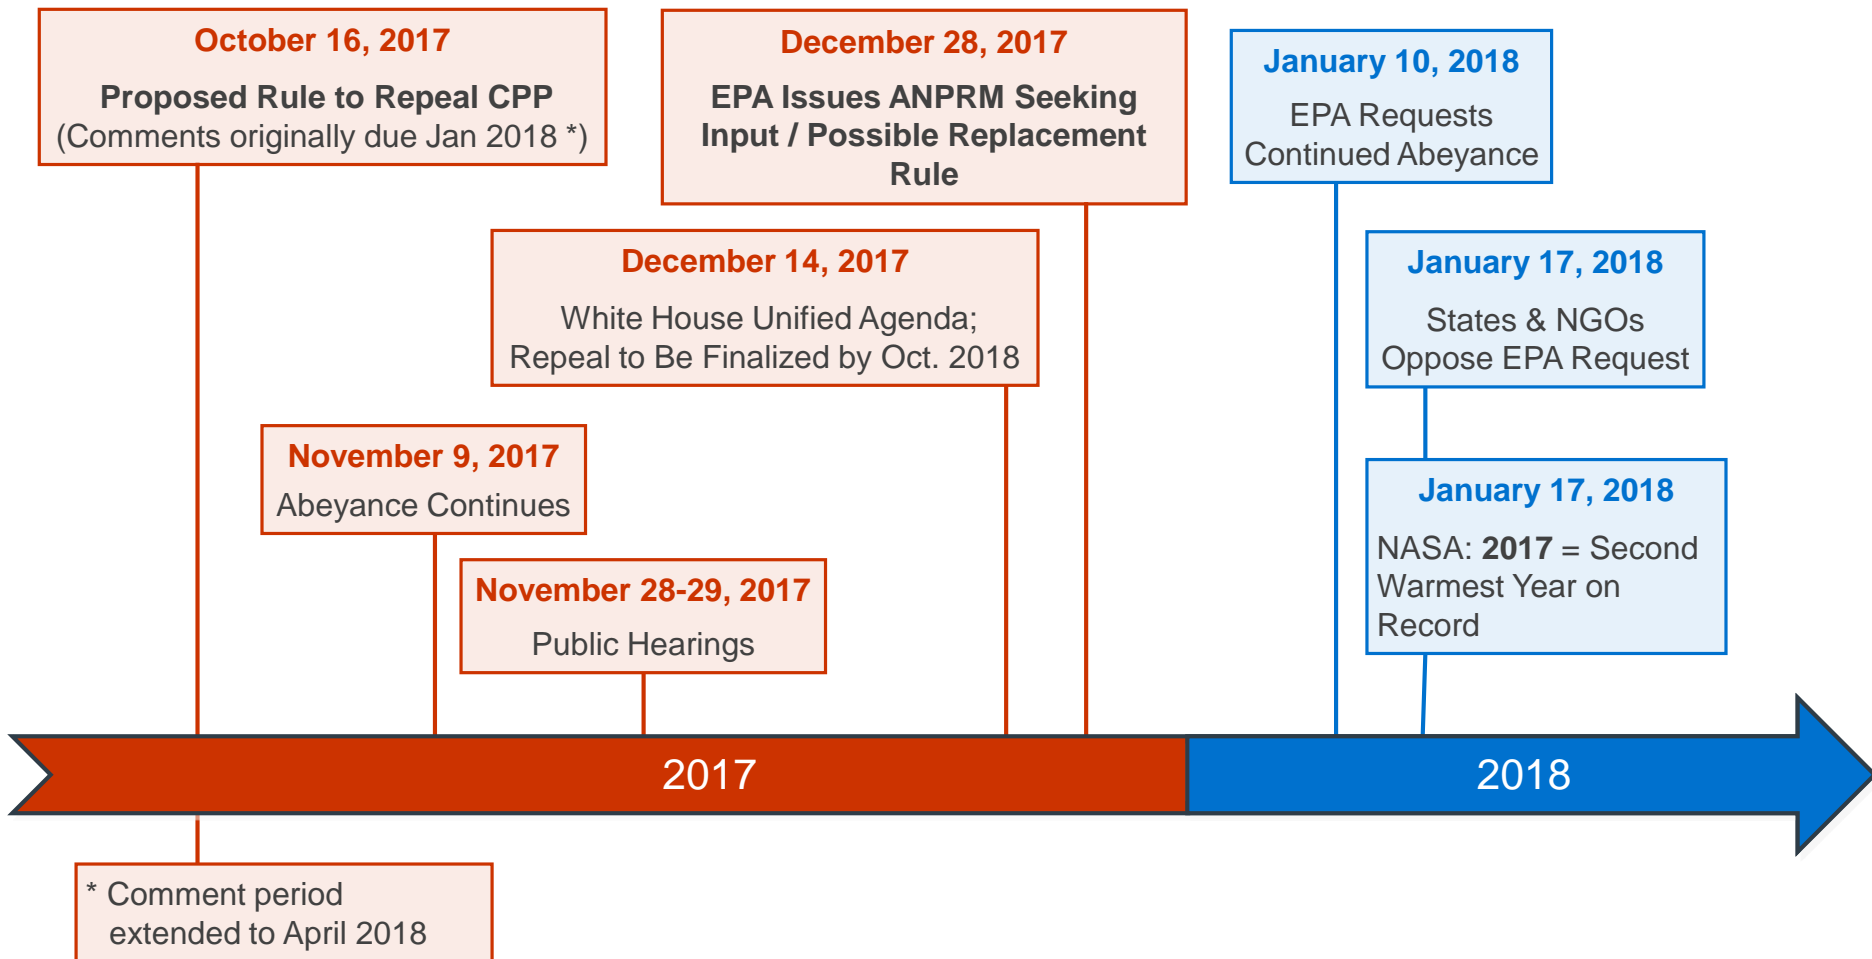 October 16, 2017
Proposed Rule to Repeal CPP
(Comments originally due Jan 2018 *)
December 28, 2017
EPA Issues ANPRM Seeking
Input / Possible Replacement
Rule
January 10, 2018
EPA Requests
Continued Abeyance
December 14, 2017
White House Unified Agenda;
Repeal to Be Finalized by Oct. 2018
January 17, 2018
States & NGOs
Oppose EPA Request
November 9, 2017
Abeyance Continues
January 17, 2018
NASA: 2017 = Second
Warmest Year on
Record
November 28-29, 2017
Public Hearings
2017
2018
* Comment period
extended to April 2018